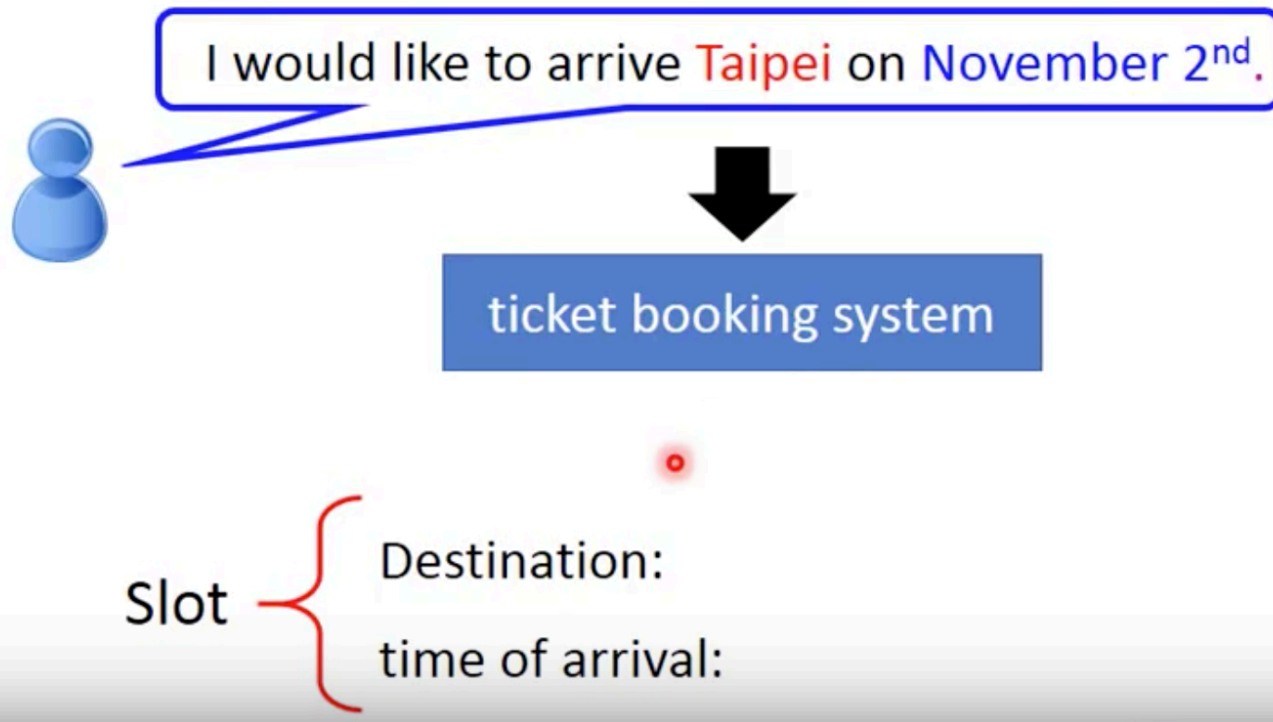 I would like to arrive Taipei on November 2nd.
ticket booking system
Destination:
Slot
time of arrival: